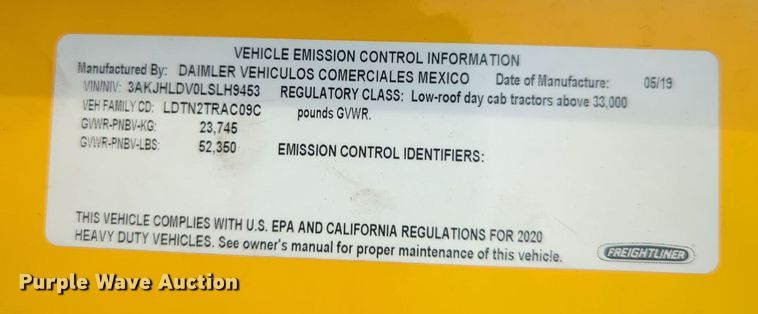 VEHICLE EMISSION CONTROL INFORMATION
Manufactured By: DAIMLER VEHICULOS COMERCIALES MEXICO Date of Manufacture: 05/19
VIN/NIV: 3AKJHLDV0LSLH9453 REGULATORY CLASS: Low-roof day cab tractors above 33,000
VEH FAMILY CD: LDTN2TRAC09C pounds GVWR.
GVWR-PNBV-KG: 23,745
GVWR-PNBV-LBS: 52,350 EMISSION CONTROL IDENTIFIERS:
THIS VEHICLE COMPLIES WITH U.S. EPA AND CALIFORNIA REGULATIONS FOR 2020
HEAVY DUTY VEHICLES. See owner's manual for proper maintenance of this vehicle.
FREIGHTLINER
Purple Wave Auction